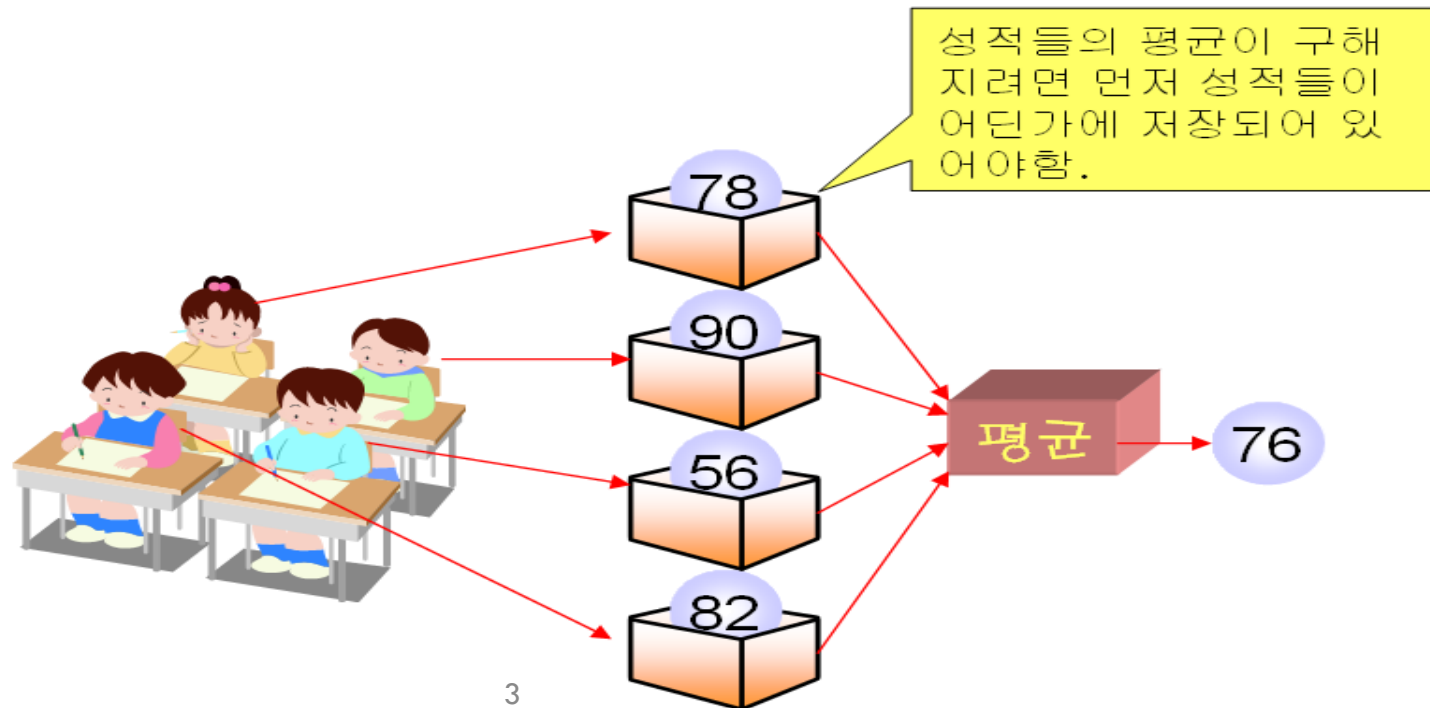 성적들의 평균이 구해
지려면 먼저 성적들이
어딘가에 저장되어 있
어야함.
78
90
56
82
평균
76
3